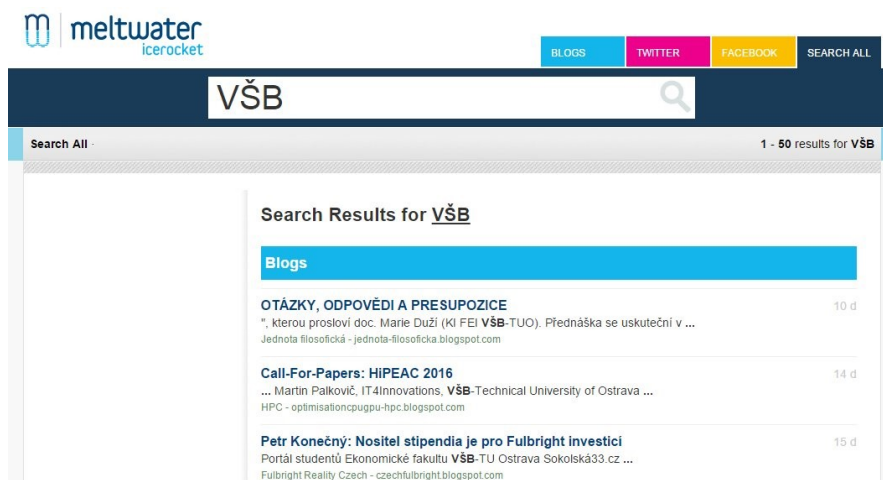 meltwater
icerocket
BLOGS TWITTER FACEBOOK SEARCH ALL
VŠB
Search All · 1 - 50 results for VŠB
Search Results for VŠB
Blogs
OTÁZKY, ODPOVĚDI A PRESUPOZICE 10 d
", kterou prosloví doc. Marie Duží (KI FEI VŠB-TUO). Přednáška se uskuteční v ...
Jednota filosofická - jednota-filosoficka.blogspot.com
Call-For-Papers: HiPEAC 2016 14 d
... Martin Palkovič, IT4Innovations, VŠB-Technical University of Ostrava ...
HPC - optimisationcpugpu-hpc.blogspot.com
Petr Konečný: Nositel stipendia je pro Fulbright investicí 15 d
Portál studentů Ekonomické fakultu VŠB-TU Ostrava Sokolská33.cz ...
Fulbright Reality Czech - czechfulbright.blogspot.com